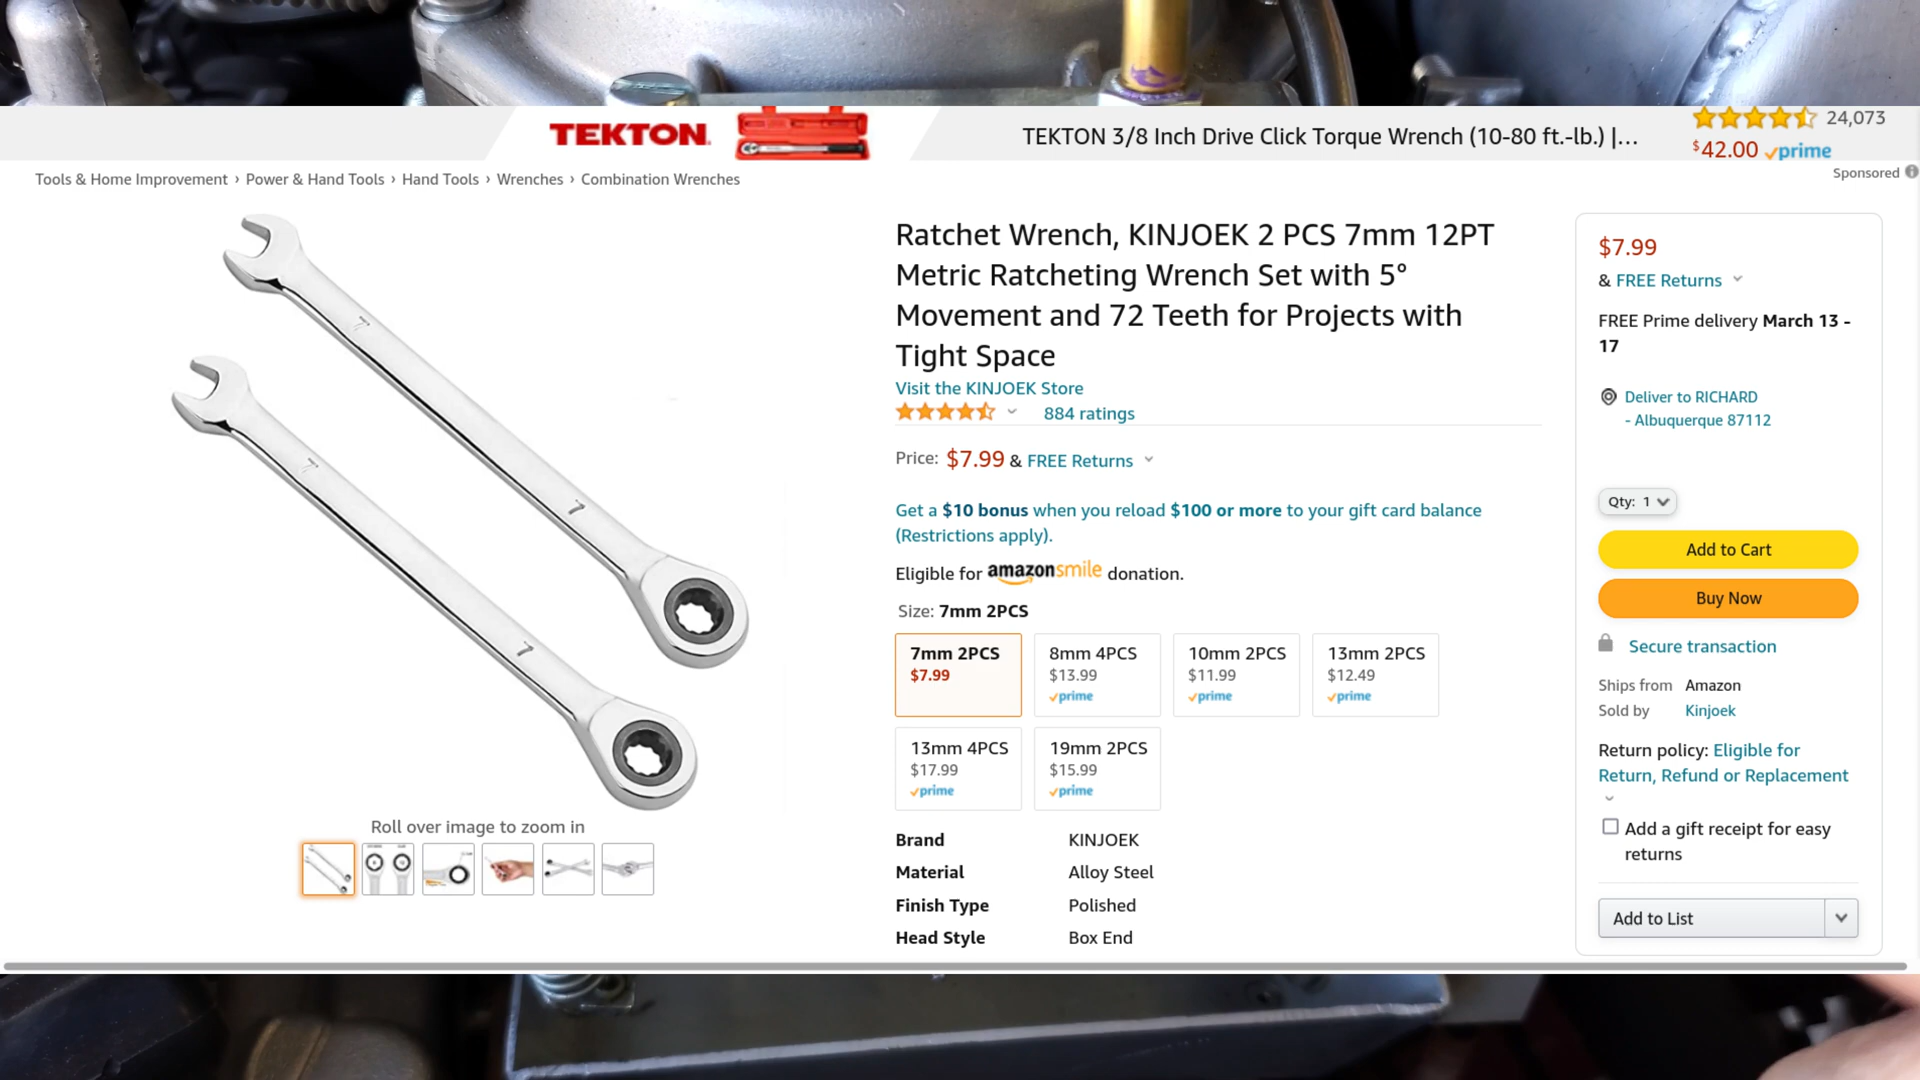 TEKTON.
TEKTON 3/8 Inch Drive Click Torque Wrench (10-80 ft.-lb.) |...
24,073
$42.00 prime
Sponsored
Tools & Home Improvement › Power & Hand Tools › Hand Tools › Wrenches › Combination Wrenches
7
7
7
7
Roll over image to zoom in
Ratchet Wrench, KINJOEK 2 PCS 7mm 12PT
Metric Ratcheting Wrench Set with 5°
Movement and 72 Teeth for Projects with
Tight Space
Visit the KINJOEK Store
884 ratings
Price: $7.99 & FREE Returns
Get a $10 bonus when you reload $100 or more to your gift card balance
(Restrictions apply).
Eligible for amazonsmile donation.
Size: 7mm 2PCS
7mm 2PCS
$7.99
8mm 4PCS
$13.99
prime
10mm 2PCS
$11.99
prime
13mm 2PCS
$12.49
prime
13mm 4PCS
$17.99
prime
19mm 2PCS
$15.99
prime
Brand KINJOEK
Material Alloy Steel
Finish Type Polished
Head Style Box End
$7.99
& FREE Returns
FREE Prime delivery March 13 -
17
Deliver to RICHARD
- Albuquerque 87112
Qty: 1
Add to Cart
Buy Now
Secure transaction
Ships from Amazon
Sold by Kinjoek
Return policy: Eligible for
Return, Refund or Replacement
Add a gift receipt for easy
returns
Add to List